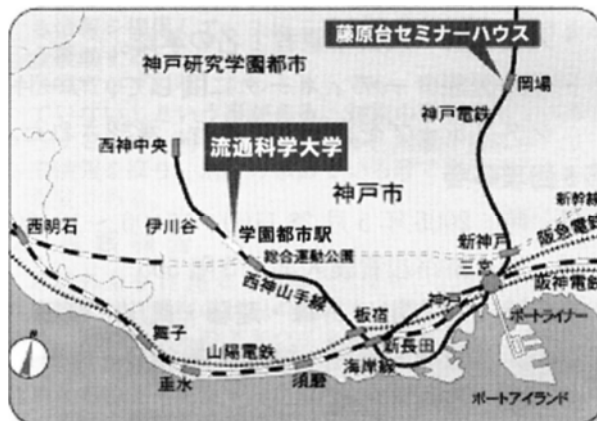 藤原台セミナーハウス
神戸研究学園都市
岡場
神戸電鉄
西神中央
流通科学大学
神戸市
新幹線
西明石
伊川谷
学園都市駅
総合運動公園
新神戸
阪急電鉄
三宮
西神山手線
神戸
阪神電鉄
板宿
新長田
ポートライナー
舞子
山陽電鉄
海岸線
垂水
須磨
ポートアイランド